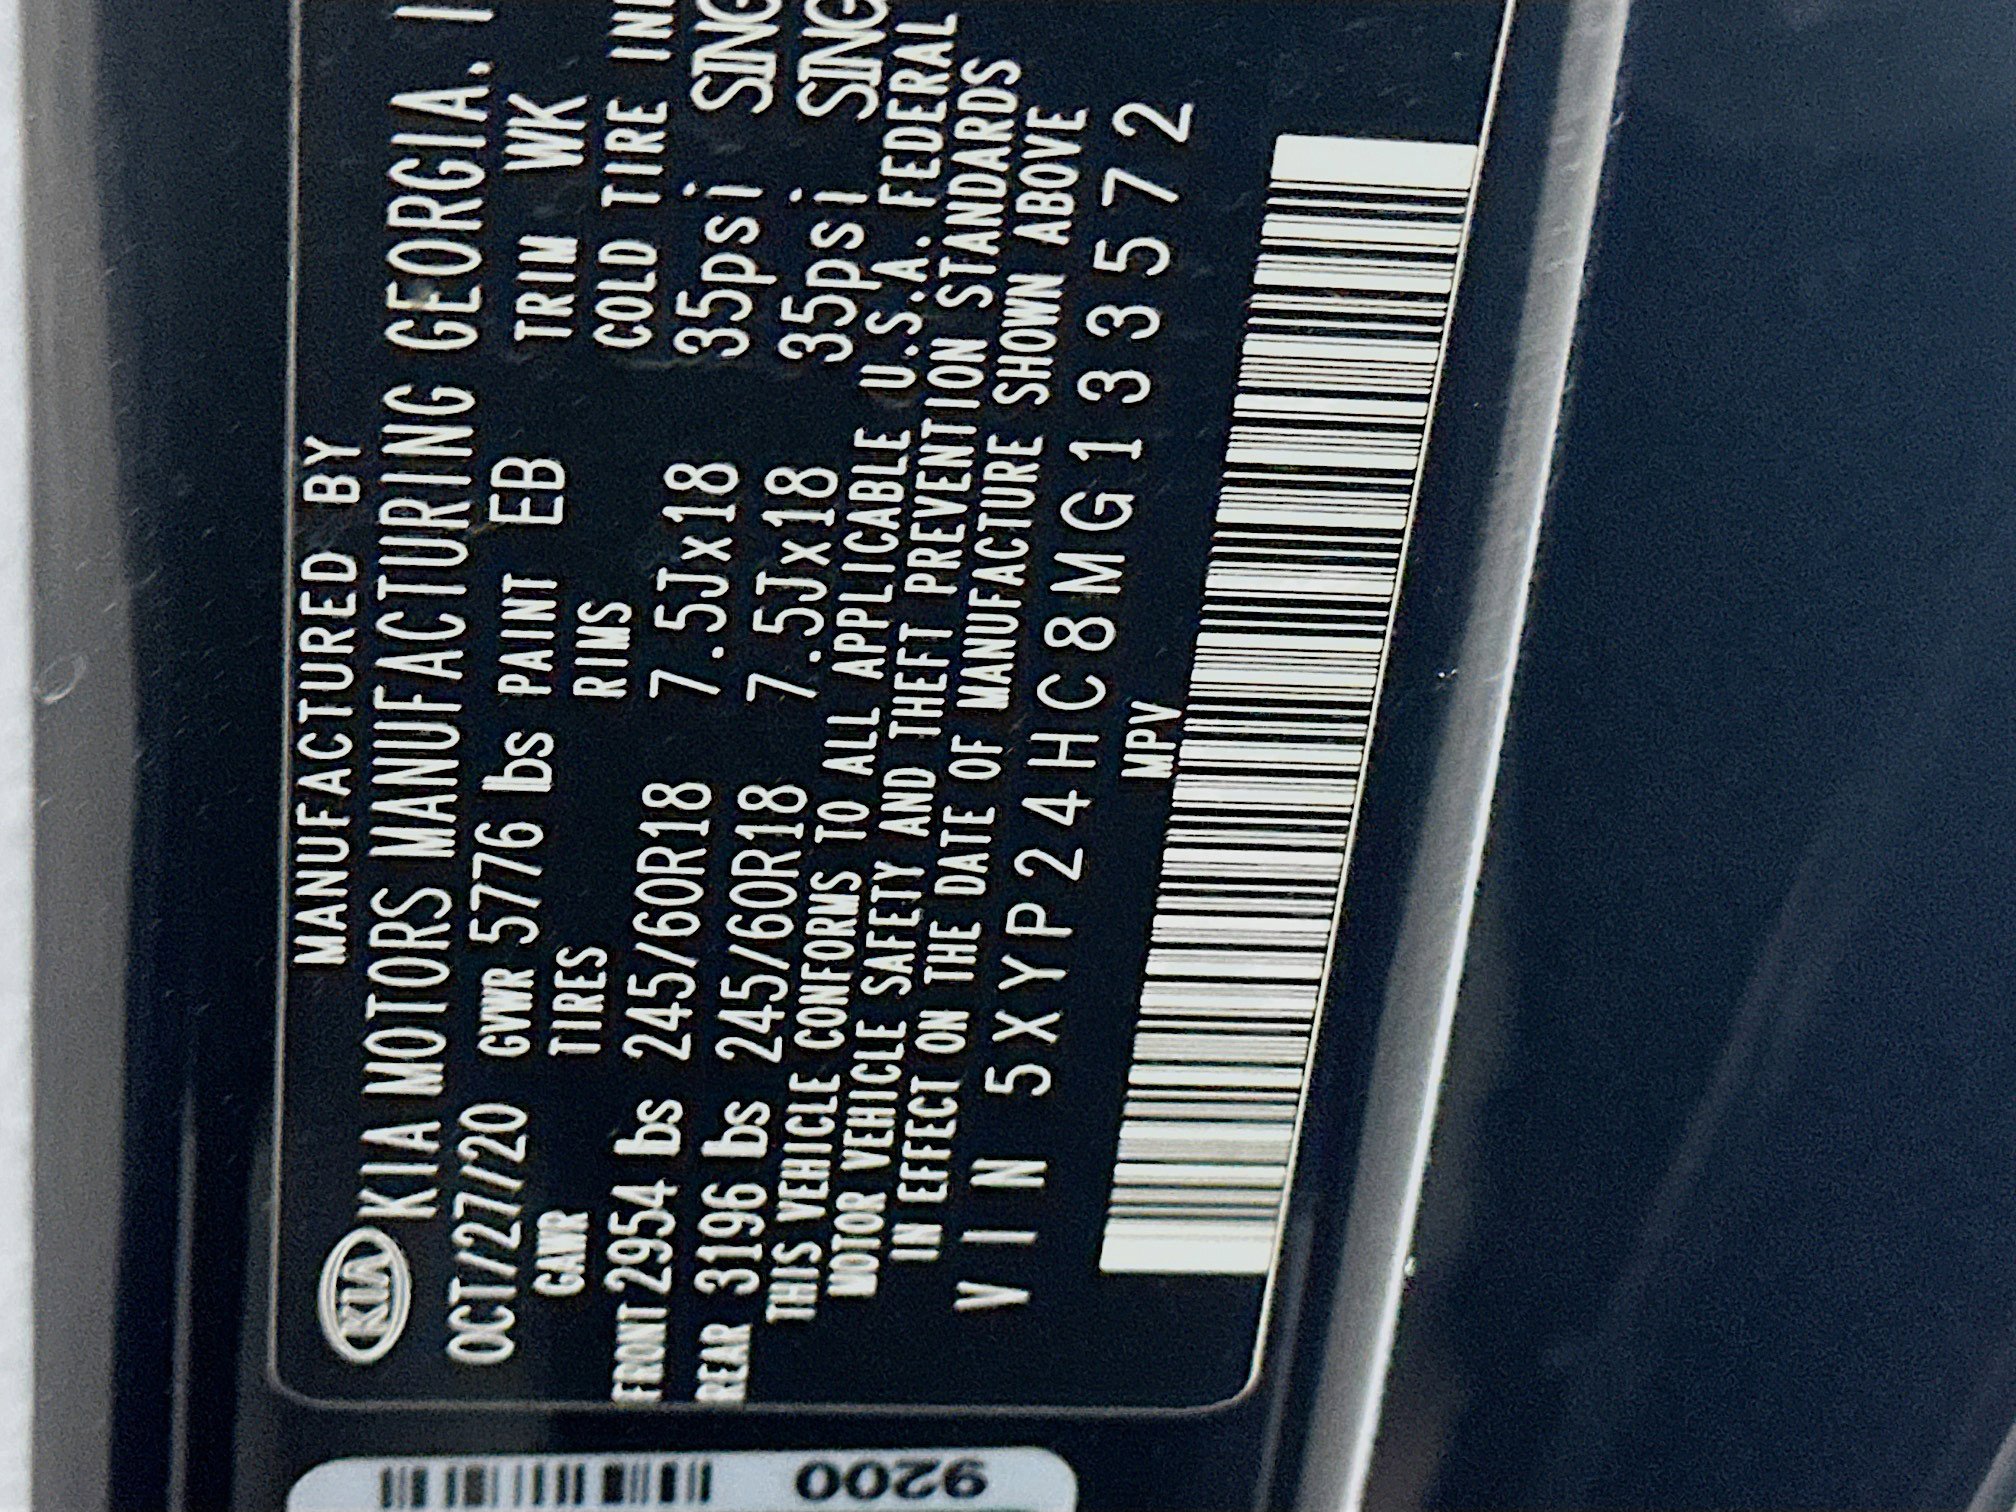 MANUFACTURED BY
KIA KIA MOTORS MANUFACTURING GEORGIA. I
OCT/27/20 GVWR 5776 lbs PAINT EB TRIM WK
GAWR TIRES RIMS COLD TIRE
FRONT 2954 lbs 245/60R18 7.5Jx18 35psi SING
REAR 3196 lbs 245/60R18 7.5Jx18 35psi SING
THIS VEHICLE CONFORMS TO ALL APPLICABLE U.S.A. FEDERAL
MOTOR VEHICLE SAFETY AND THEFT PREVENTION STANDARDS
IN EFFECT ON THE DATE OF MANUFACTURE SHOWN ABOVE
VIN 5XYP24HC8MG133572
MPV
9200